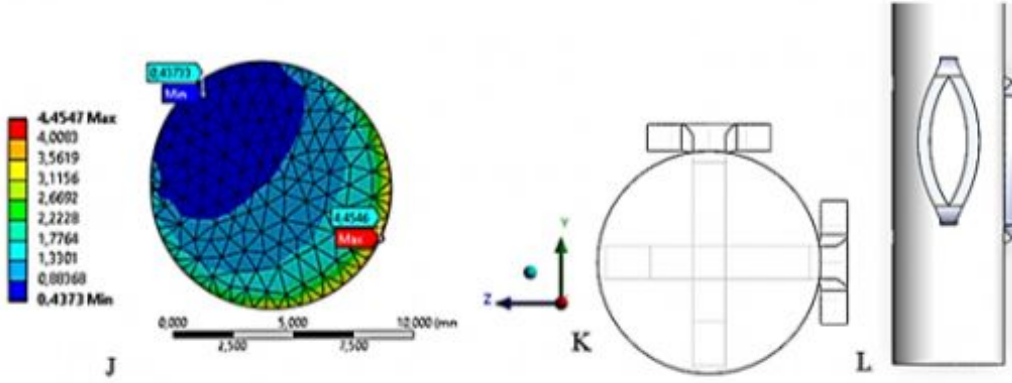 0,43733
Min
4,4547 Max
4,0083
3,5619
3,1156
2,6692
2,2228
1,7764
1,3301
0,88368
0,4373 Min
4,4546
Max
0,000
5,000
10,000 (mm
2,500
7,500
Y
Z
J
K
L